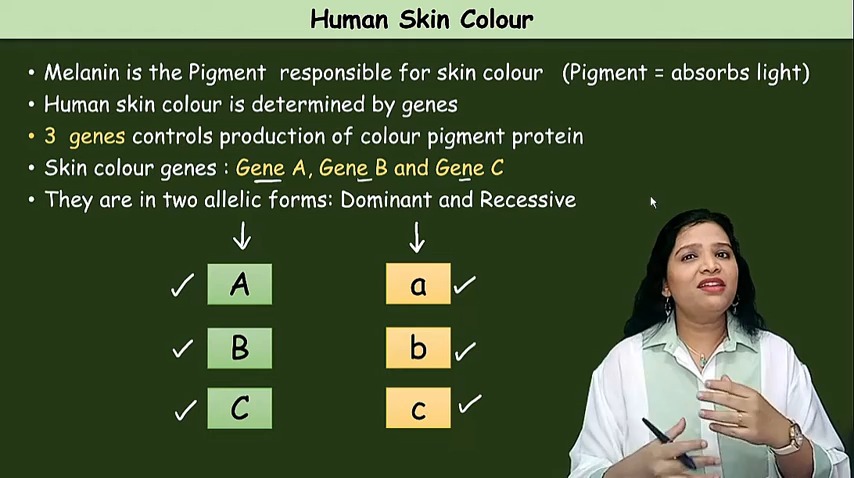 Human Skin Colour
• Melanin is the Pigment responsible for skin colour (Pigment = absorbs light)
• Human skin colour is determined by genes
• 3 genes controls production of colour pigment protein
• Skin colour genes : Gene A, Gene B and Gene C
• They are in two allelic forms: Dominant and Recessive
A a
B b
C c